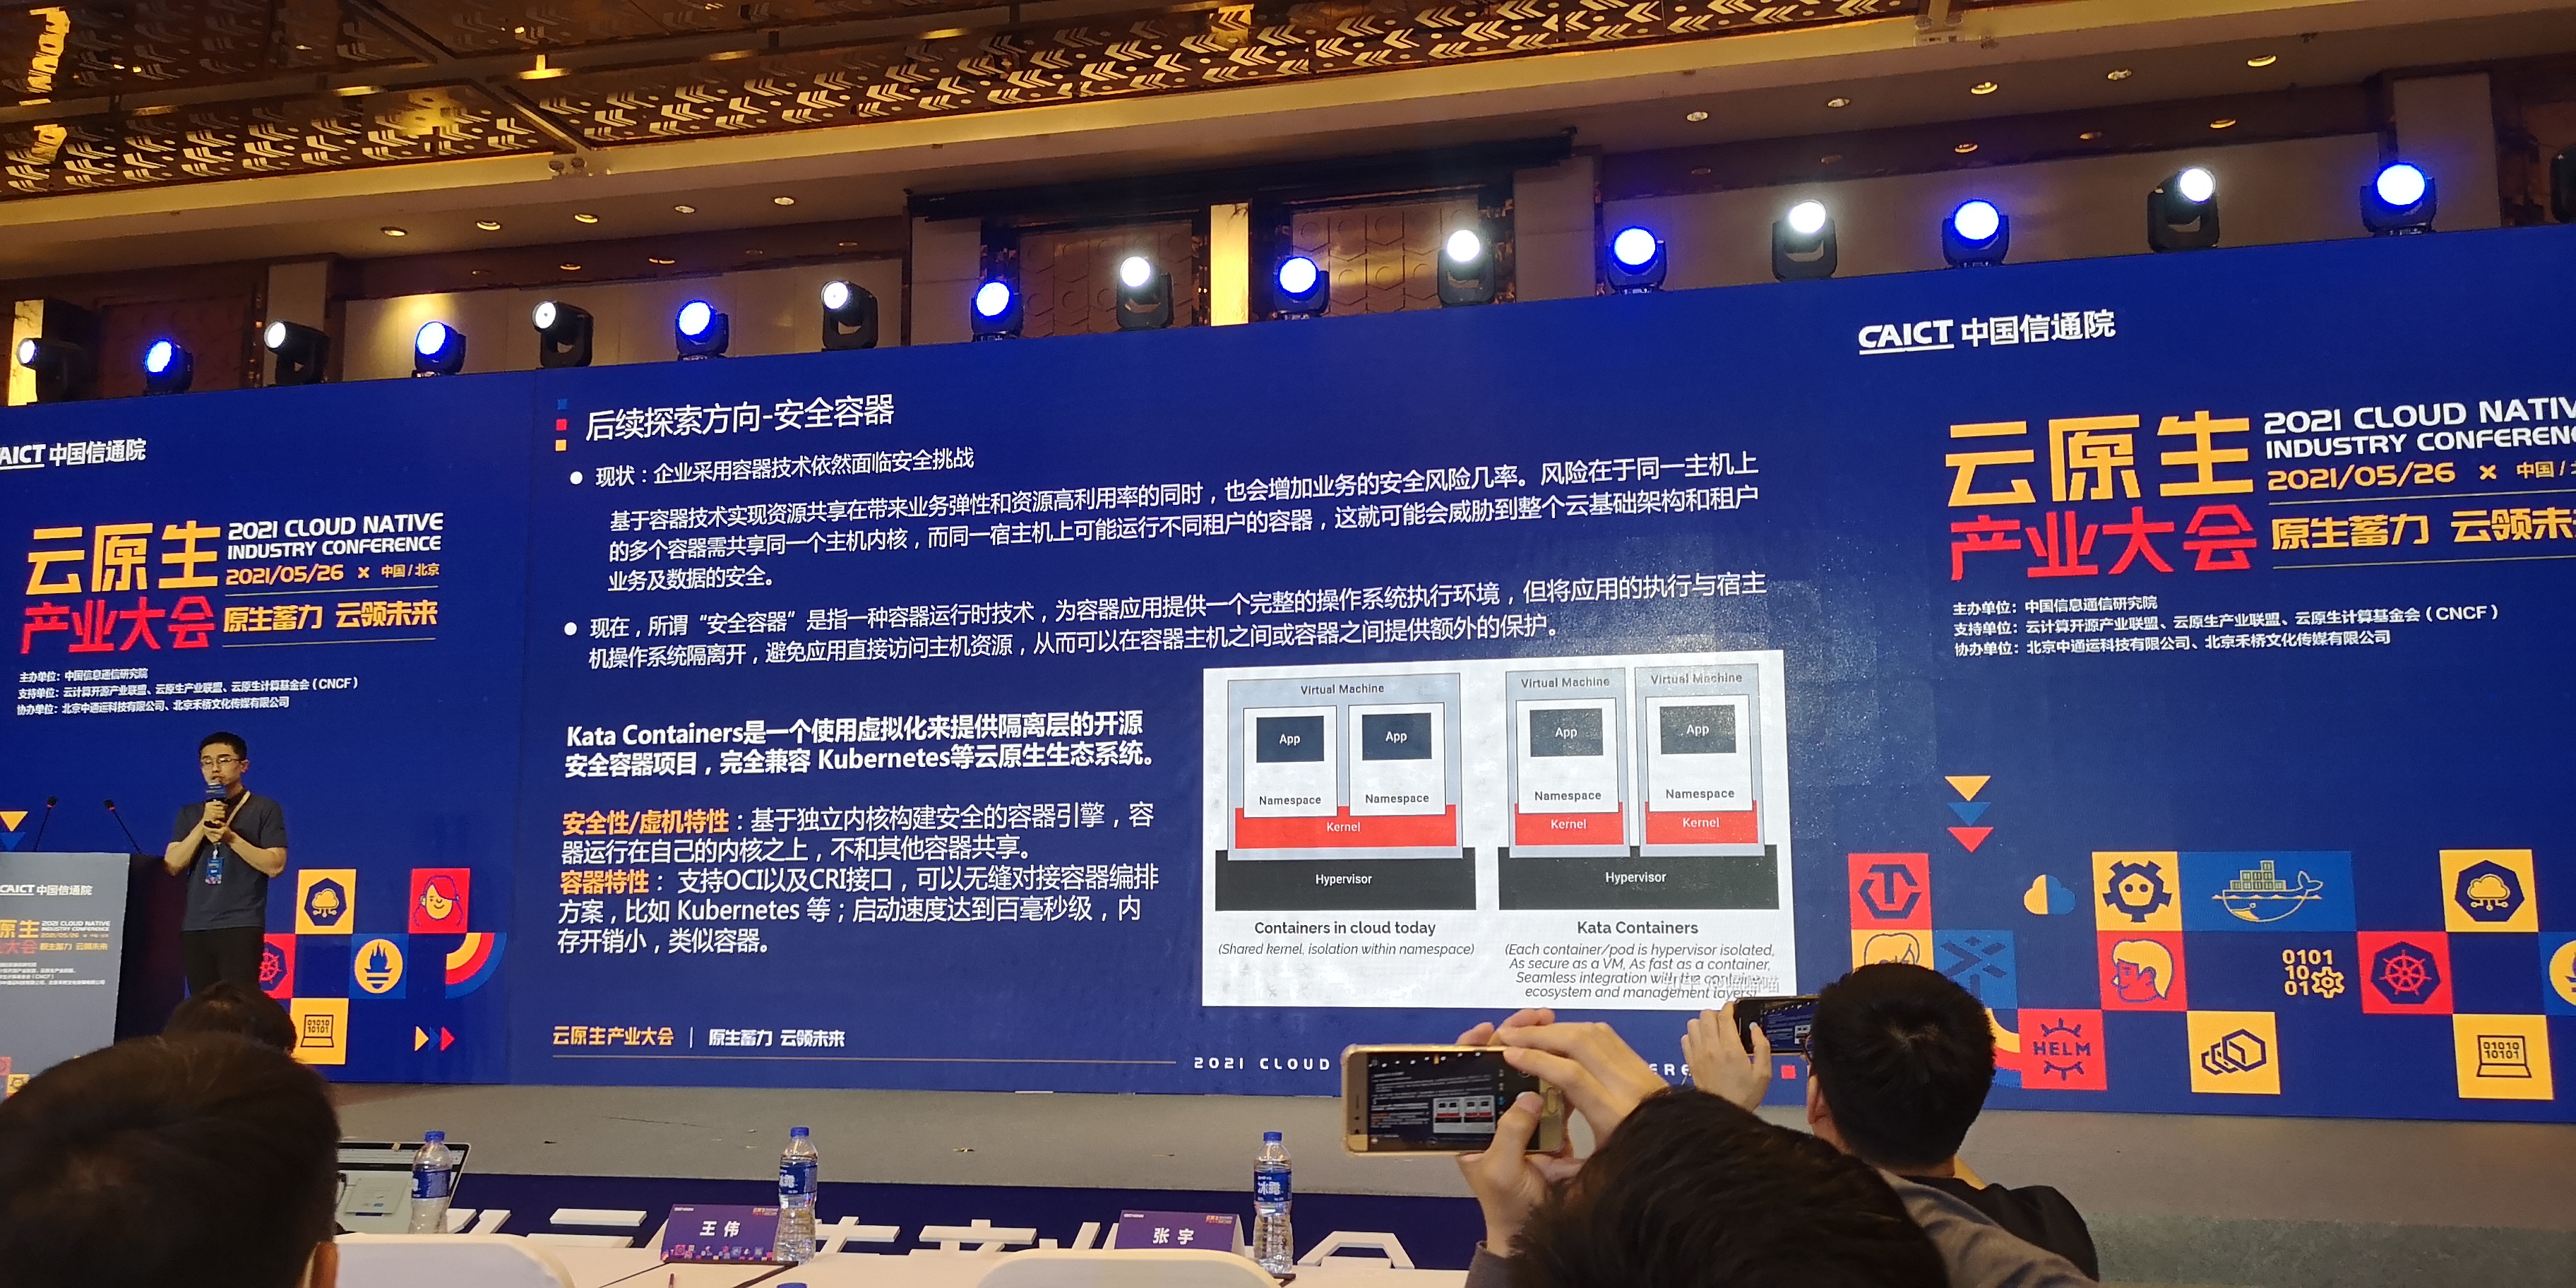 CAICT 中国信通院
云原生
产业大会
2021 CLOUD NATIVE
INDUSTRY CONFERENCE
2021/05/26 × 中国/北京
原生蓄力 云领未来
主办单位：中国信息通信研究院
支持单位：云计算开源产业联盟、云原生产业联盟、云原生计算基金会（CNCF）
协办单位：北京中通运科技有限公司、北京禾桥文化传媒有限公司
后续探索方向-安全容器
● 现状：企业采用容器技术依然面临安全挑战
基于容器技术实现资源共享在带来业务弹性和资源高利用率的同时，也会增加业务的安全风险几率。风险在于同一主机上
的多个容器需共享同一个主机内核，而同一宿主机上可能运行不同租户的容器，这就可能会威胁到整个云基础架构和租户
业务及数据的安全。
● 现在，所谓“安全容器”是指一种容器运行时技术，为容器应用提供一个完整的操作系统执行环境，但将应用的执行与宿主
机操作系统隔离开，避免应用直接访问主机资源，从而可以在容器主机之间或容器之间提供额外的保护。
Kata Containers是一个使用虚拟化来提供隔离层的开源
安全容器项目，完全兼容 Kubernetes等云原生生态系统。
安全性/虚机特性：基于独立内核构建安全的容器引擎，容
器运行在自己的内核之上，不和其他容器共享。
容器特性： 支持OCI以及CRI接口，可以无缝对接容器编排
方案，比如 Kubernetes 等；启动速度达到百毫秒级，内
存开销小，类似容器。
Virtual Machine
App
App
Namespace
Namespace
Kernel
Hypervisor
Containers in cloud today
(Shared kernel, isolation within namespace)
Virtual Machine
Virtual Machine
App
App
Namespace
Namespace
Kernel
Kernel
Hypervisor
Kata Containers
(Each container/pod is hypervisor isolated,
As secure as a VM, As fast as a container,
Seamless integration with the container
ecosystem and management layers)
云原生产业大会 | 原生蓄力 云领未来
2021 CLOUD
CAICT 中国信通院
云原生
产业大会
2021 CLOUD NATIV
INDUSTRY CONFEREN
2021/05/26 × 中国/
原生蓄力 云领未
主办单位：中国信息通信研究院
支持单位：云计算开源产业联盟、云原生产业联盟、云原生计算基金会（CNCF）
协办单位：北京中通运科技有限公司、北京禾桥文化传媒有限公司
01010
10101
0101
10
01
HELM
01010
10101
CAICT 中国信通院
王 伟
张 宇
冰露